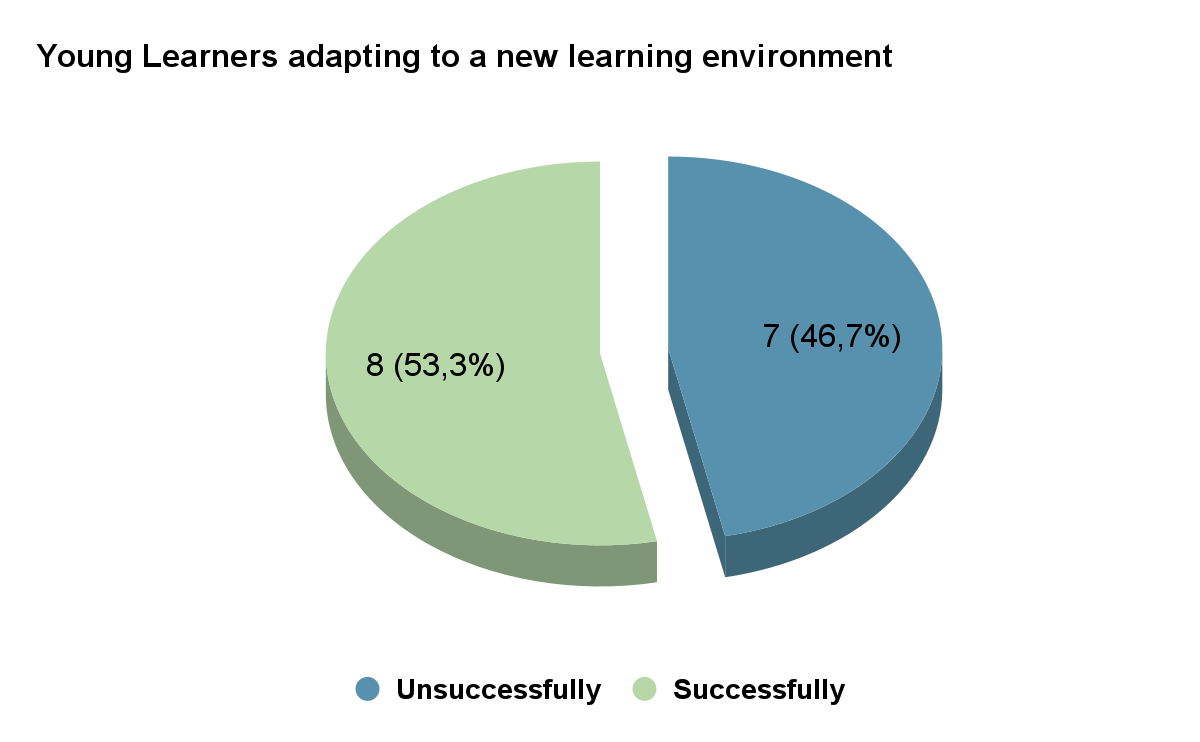 Young Learners adapting to a new learning environment
8 (53,3%)
7 (46,7%)
Unsuccessfully
Successfully